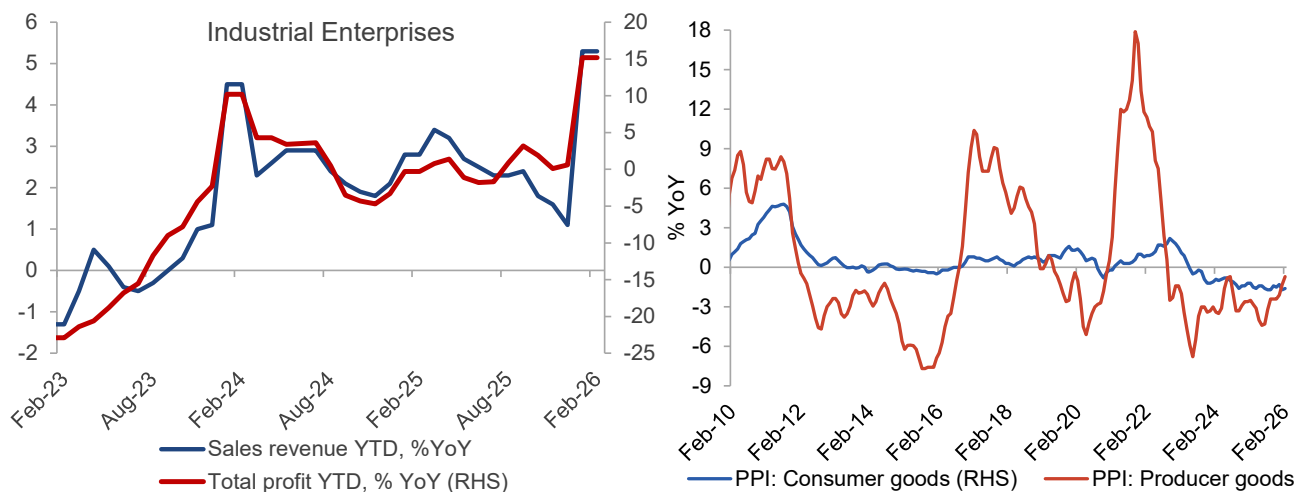 Industrial Enterprises
6
5
4
3
2
1
0
-1
-2
20
15
10
5
0
-5
-10
-15
-20
-25
Feb-23
Aug-23
Feb-24
Aug-24
Feb-25
Aug-25
Feb-26
Sales revenue YTD, %YoY
Total profit YTD, % YoY (RHS)
% YoY
18
15
12
9
6
3
0
-3
-6
-9
Feb-10
Feb-12
Feb-14
Feb-16
Feb-18
Feb-20
Feb-22
Feb-24
Feb-26
PPI: Consumer goods (RHS)
PPI: Producer goods